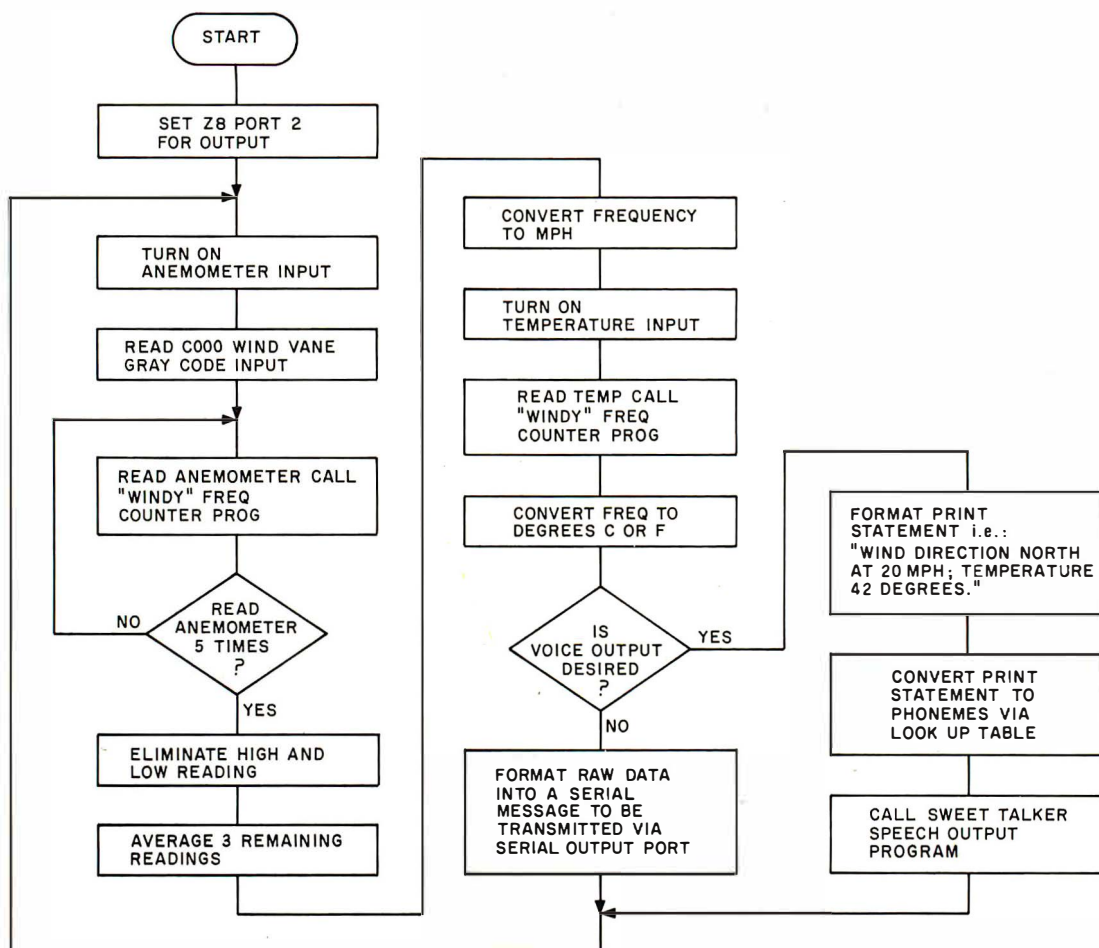 START
SET Z8 PORT 2
FOR OUTPUT
TURN ON
ANEMOMETER INPUT
READ C000 WIND VANE
GRAY CODE INPUT
READ ANEMOMETER CALL
"WINDY" FREQ
COUNTER PROG
READ
ANEMOMETER
5 TIMES
?
NO
YES
ELIMINATE HIGH AND
LOW READING
AVERAGE 3 REMAINING
READINGS
CONVERT FREQUENCY
TO MPH
TURN ON
TEMPERATURE INPUT
READ TEMP CALL
"WINDY" FREQ
COUNTER PROG
CONVERT FREQ TO
DEGREES C OR F
IS
VOICE OUTPUT
DESIRED
?
YES
NO
FORMAT RAW DATA
INTO A SERIAL
MESSAGE TO BE
TRANSMITTED VIA
SERIAL OUTPUT PORT
FORMAT PRINT
STATEMENT i.e.:
"WIND DIRECTION NORTH
AT 20 MPH; TEMPERATURE
42 DEGREES."
CONVERT PRINT
STATEMENT TO
PHONEMES VIA
LOOK UP TABLE
CALL SWEET TALKER
SPEECH OUTPUT
PROGRAM